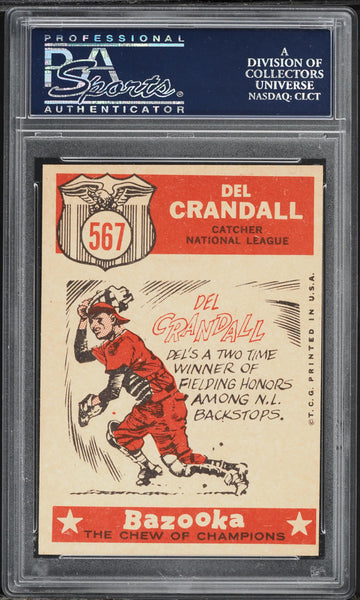 PROFESSIONAL
PSA
Sports
AUTHENTICATOR
A
DIVISION OF
COLLECTORS
UNIVERSE
NASDAQ: CLCT
567
DEL
CRANDALL
CATCHER
NATIONAL LEAGUE
DEL
CRANDALL
DEL'S A TWO TIME
WINNER OF
FIELDING HONORS
AMONG N.L.
BACKSTOPS.
©T.C.G. PRINTED IN U.S.A.
Bazooka
THE CHEW OF CHAMPIONS